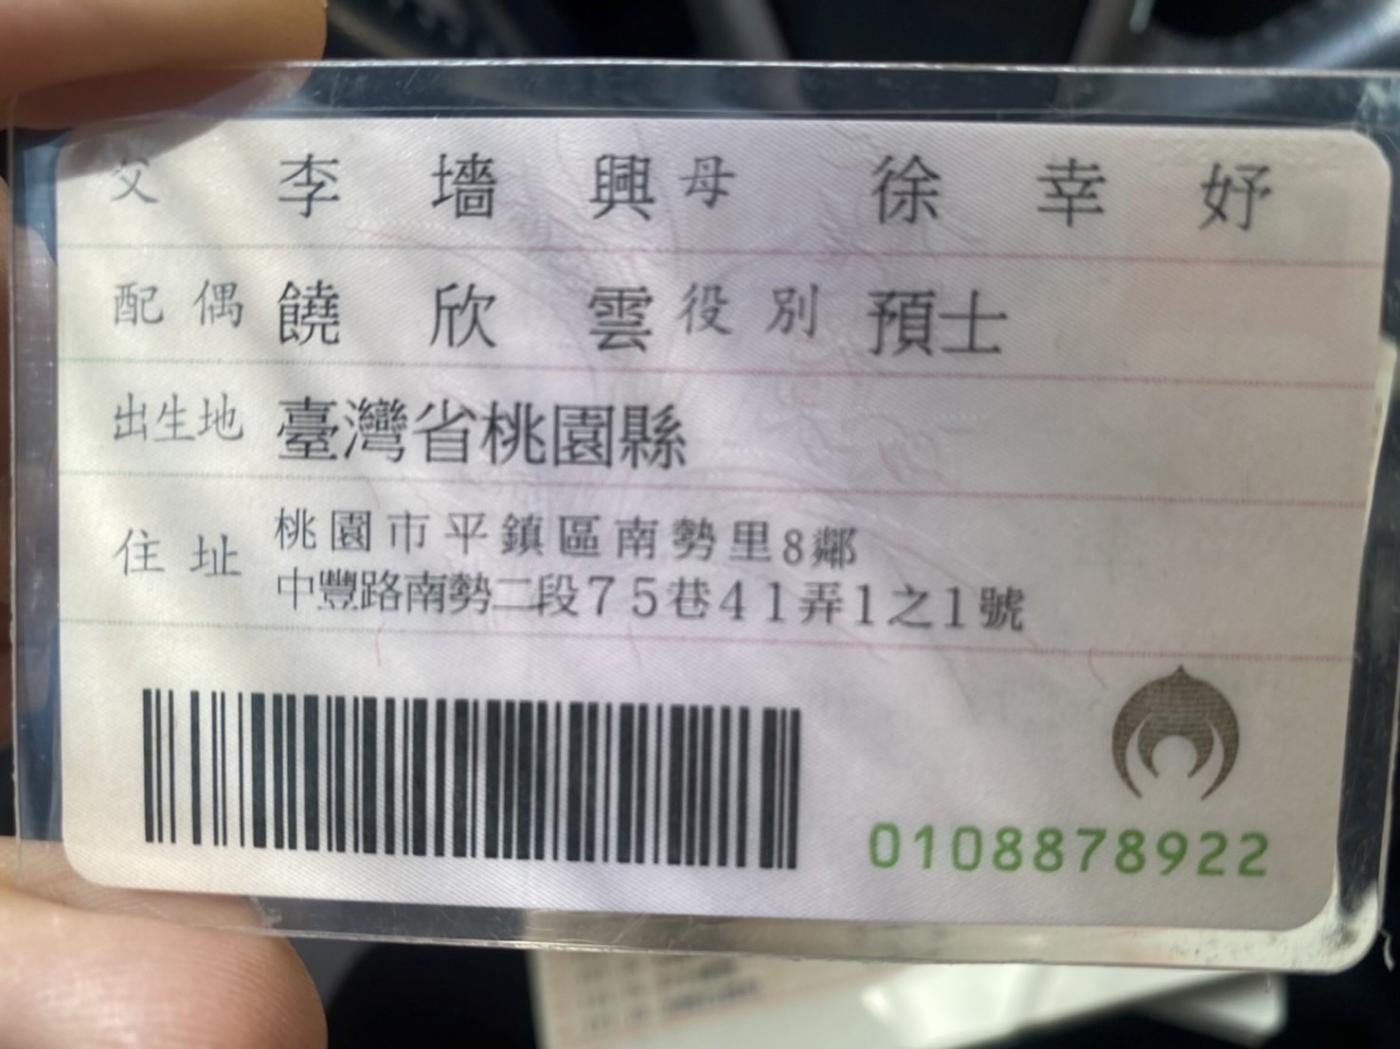 父 李墻興 母 徐幸妤
配偶 饒欣雲 役別 預士
出生地 臺灣省桃園縣
住址 桃園市平鎮區南勢里8鄰
中豐路南勢二段75巷41弄1之1號
0108878922